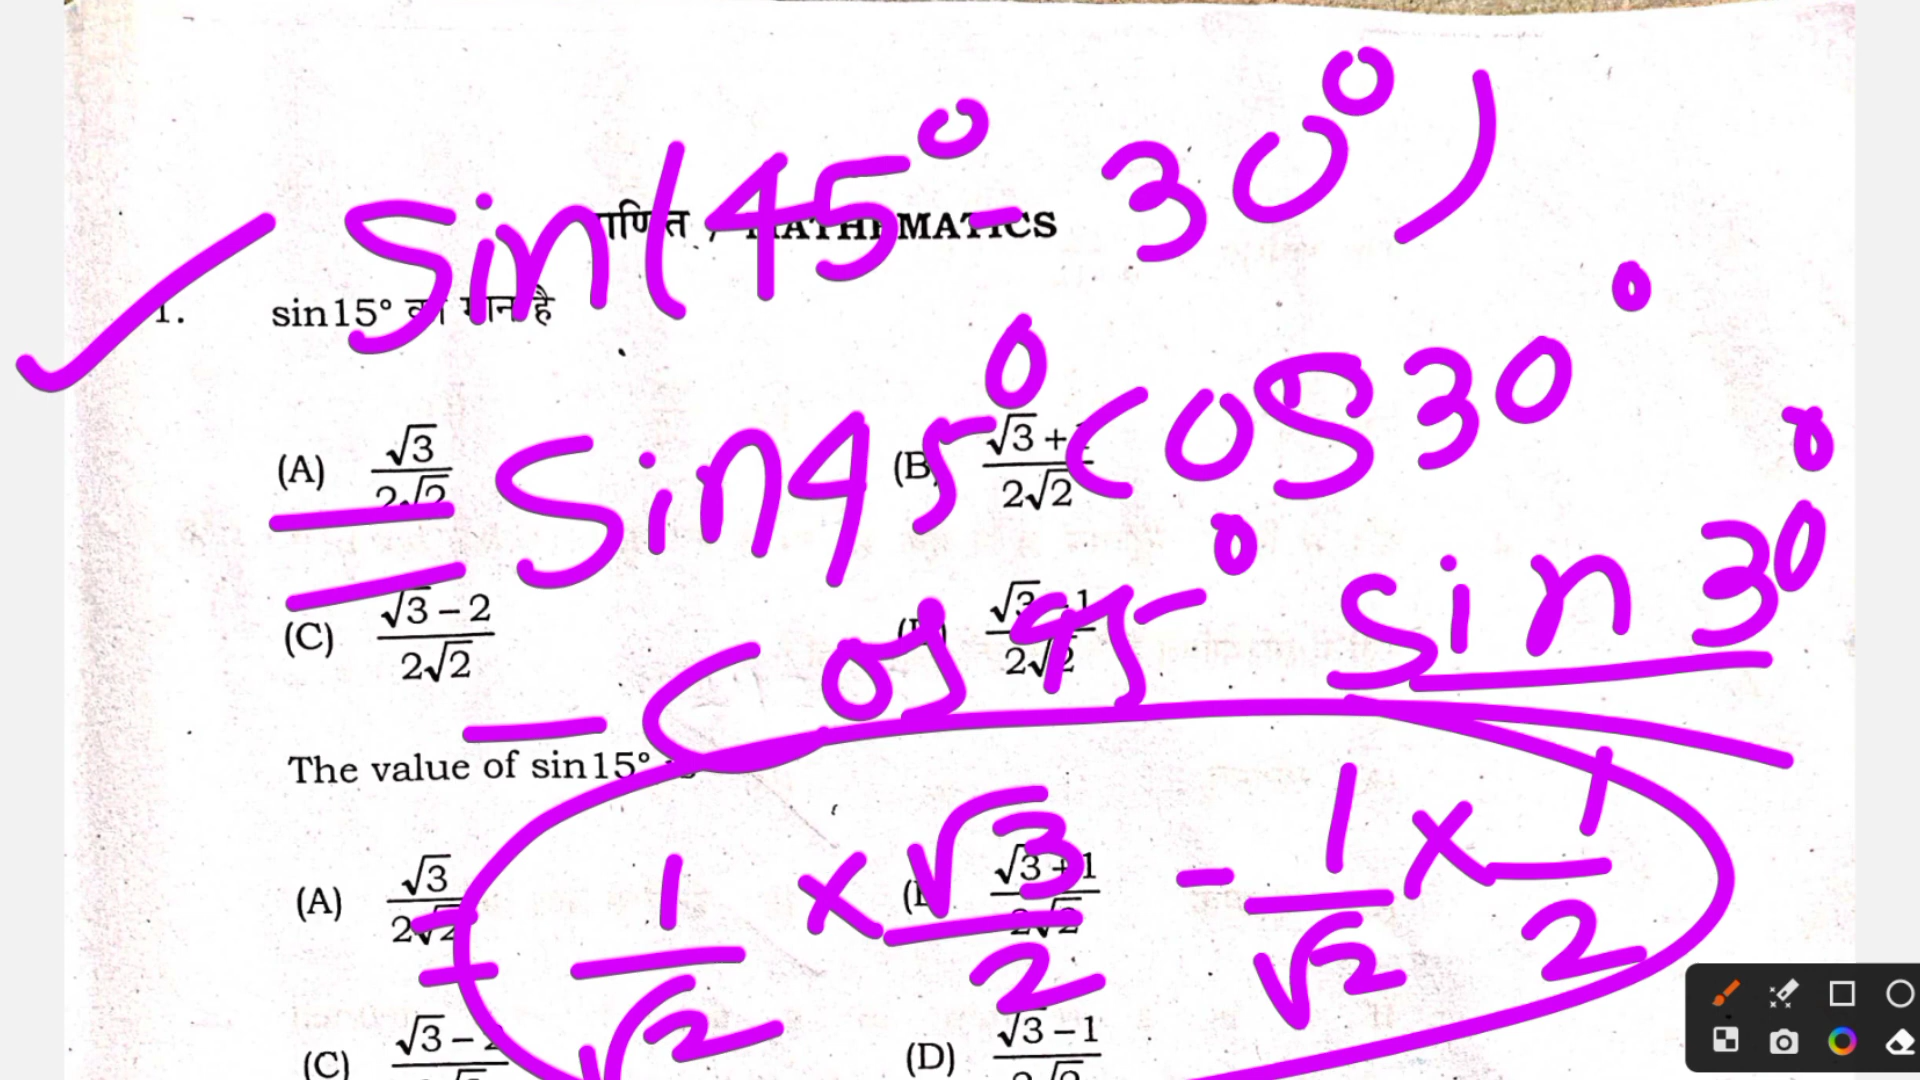 sin(45° - 30°)
गणित / MATHEMATICS
1. sin15° का मान है
= sin45° cos30°
(A) √3/2√2 (B) √3+1/2√2
- cos45° sin30°
(C) √3-2/2√2 (D) √3-1/2√2
The value of sin15°
= 1/√2 × √3/2 - 1/√2 × 1/2
(A) √3/2√2 √3+1/2√2
(C) √3- (D) √3-1